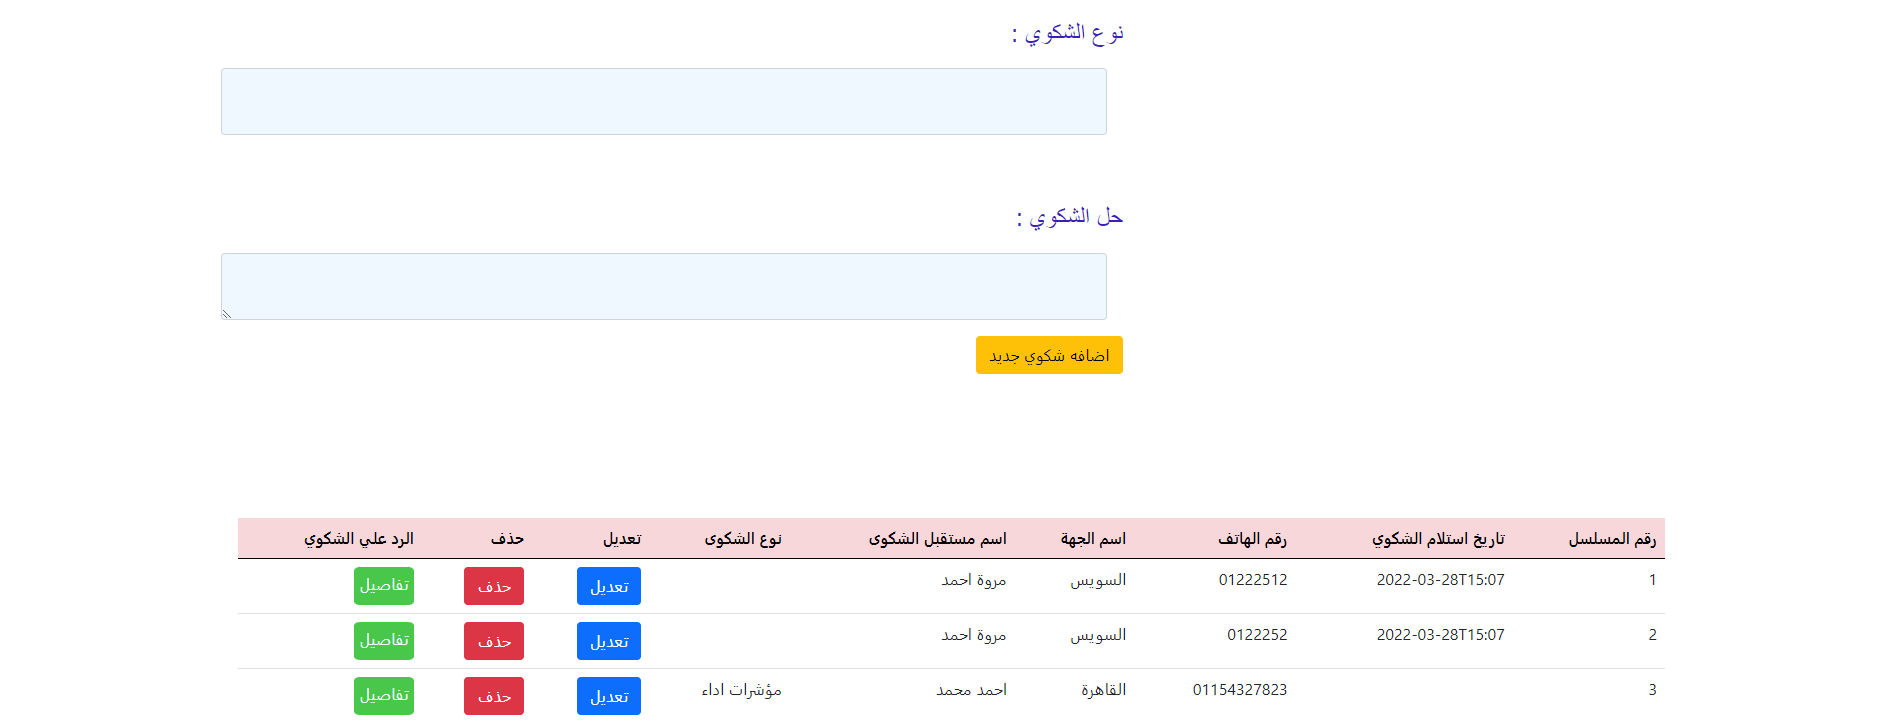 نوع الشكوي :
حل الشكوي :
اضافه شكوي جديد
رقم المسلسل تاريخ استلام الشكوي رقم الهاتف اسم الجهة اسم مستقبل الشكوى نوع الشكوى تعديل حذف الرد علي الشكوي
1 2022-03-28T15:07 01222512 السويس مروة احمد تعديل حذف تفاصيل
2 2022-03-28T15:07 0122252 السويس مروة احمد تعديل حذف تفاصيل
3 01154327823 القاهرة احمد محمد مؤشرات اداء تعديل حذف تفاصيل